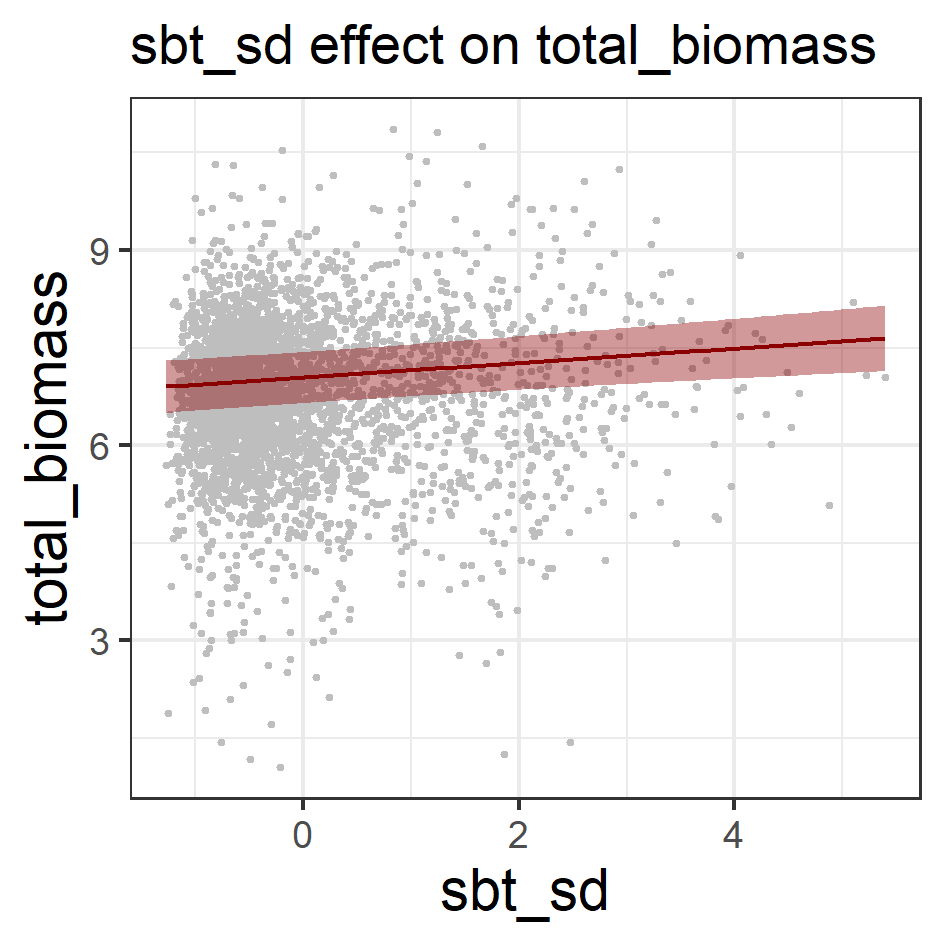 sbt_sd effect on total_biomass
total_biomass
9
6
3
0 2 4
sbt_sd